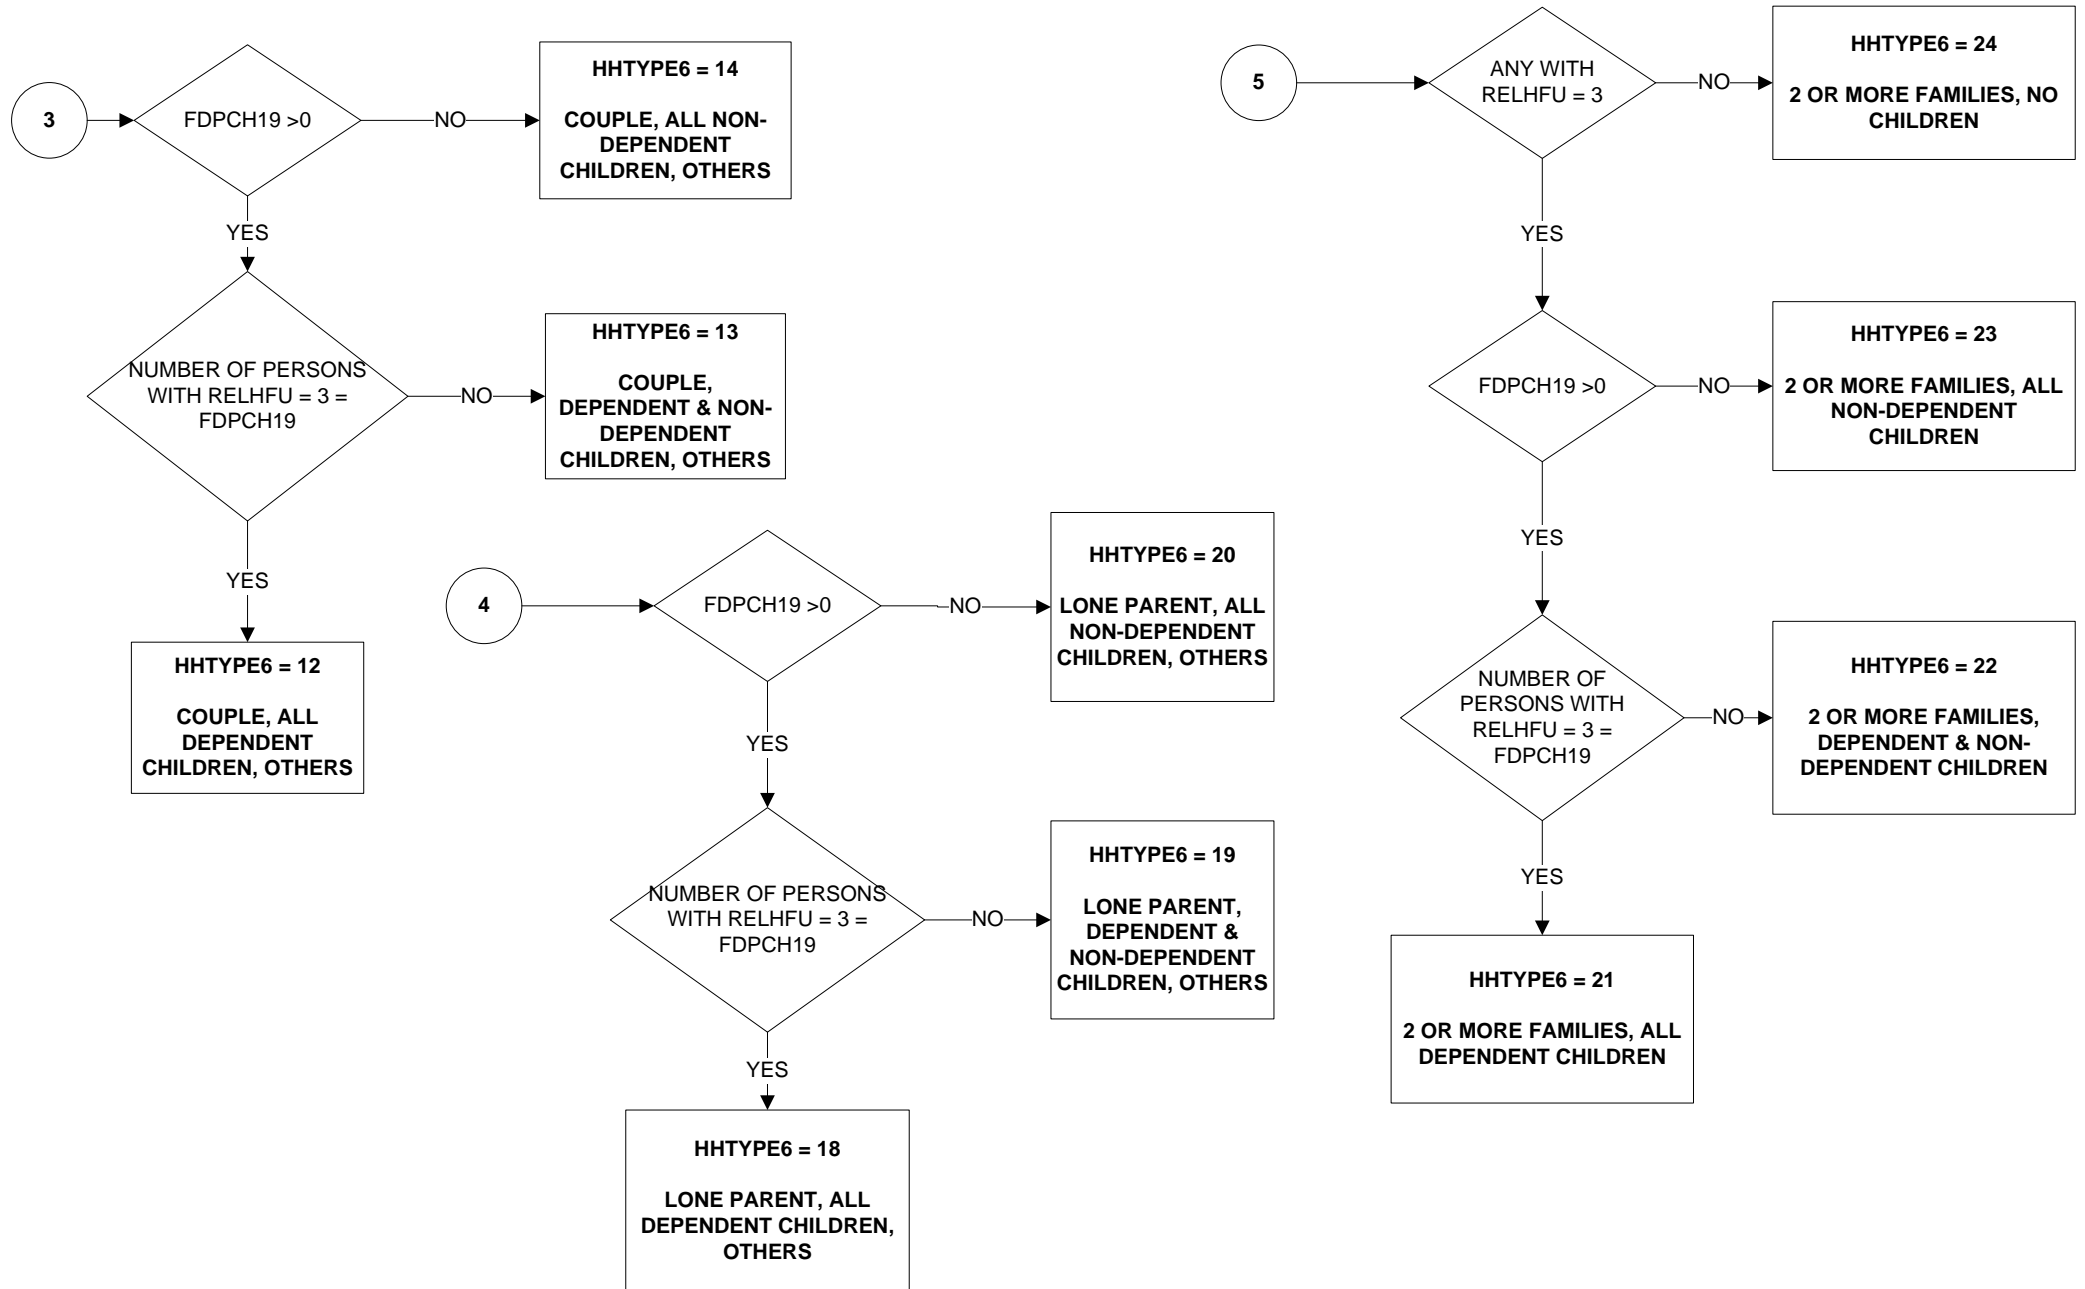 3
FDPCH19 >0
NO
HHTYPE6 = 14
COUPLE, ALL NON-
DEPENDENT
CHILDREN, OTHERS
YES
NUMBER OF PERSONS
WITH RELHFU = 3 =
FDPCH19
NO
HHTYPE6 = 13
COUPLE,
DEPENDENT & NON-
DEPENDENT
CHILDREN, OTHERS
YES
HHTYPE6 = 12
COUPLE, ALL
DEPENDENT
CHILDREN, OTHERS
4
FDPCH19 >0
NO
HHTYPE6 = 20
LONE PARENT, ALL
NON-DEPENDENT
CHILDREN, OTHERS
YES
NUMBER OF PERSONS
WITH RELHFU = 3 =
FDPCH19
NO
HHTYPE6 = 19
LONE PARENT,
DEPENDENT &
NON-DEPENDENT
CHILDREN, OTHERS
YES
HHTYPE6 = 18
LONE PARENT, ALL
DEPENDENT CHILDREN,
OTHERS
5
ANY WITH
RELHFU = 3
NO
HHTYPE6 = 24
2 OR MORE FAMILIES, NO
CHILDREN
YES
FDPCH19 >0
NO
HHTYPE6 = 23
2 OR MORE FAMILIES, ALL
NON-DEPENDENT
CHILDREN
YES
NUMBER OF
PERSONS WITH
RELHFU = 3 =
FDPCH19
NO
HHTYPE6 = 22
2 OR MORE FAMILIES,
DEPENDENT & NON-
DEPENDENT CHILDREN
YES
HHTYPE6 = 21
2 OR MORE FAMILIES, ALL
DEPENDENT CHILDREN